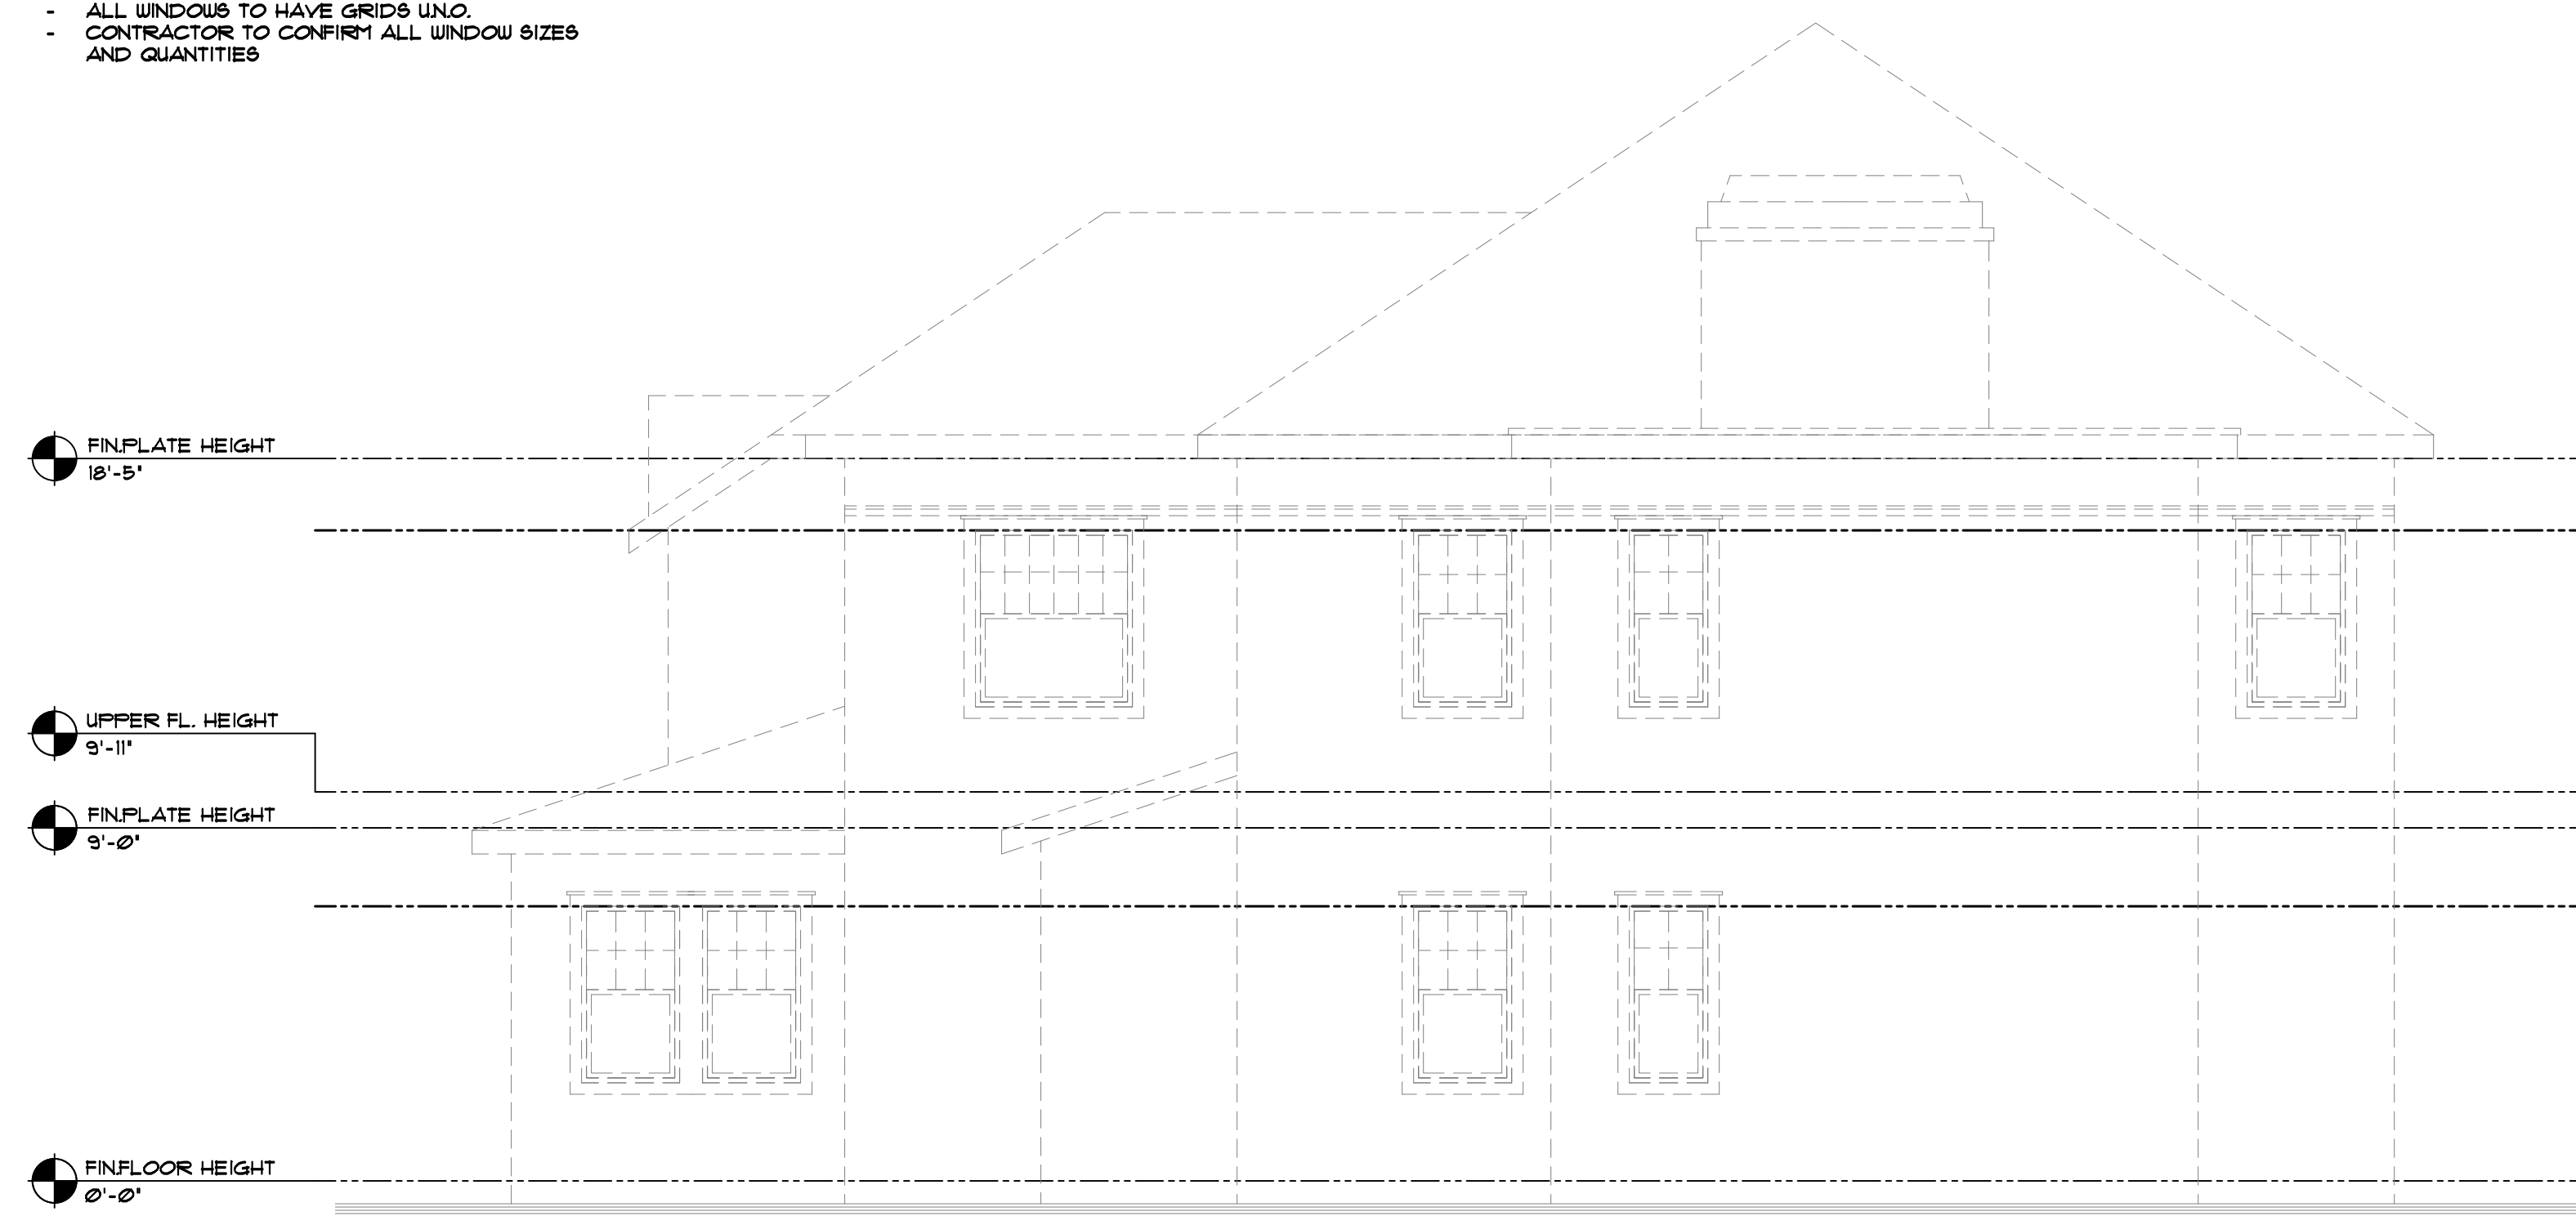 - ALL WINDOWS TO HAVE GRIDS U.N.O.
- CONTRACTOR TO CONFIRM ALL WINDOW SIZES
AND QUANTITIES
FIN.PLATE HEIGHT
18'-5"
UPPER FL. HEIGHT
9'-11"
FIN.PLATE HEIGHT
9'-0"
FIN.FLOOR HEIGHT
0'-0"